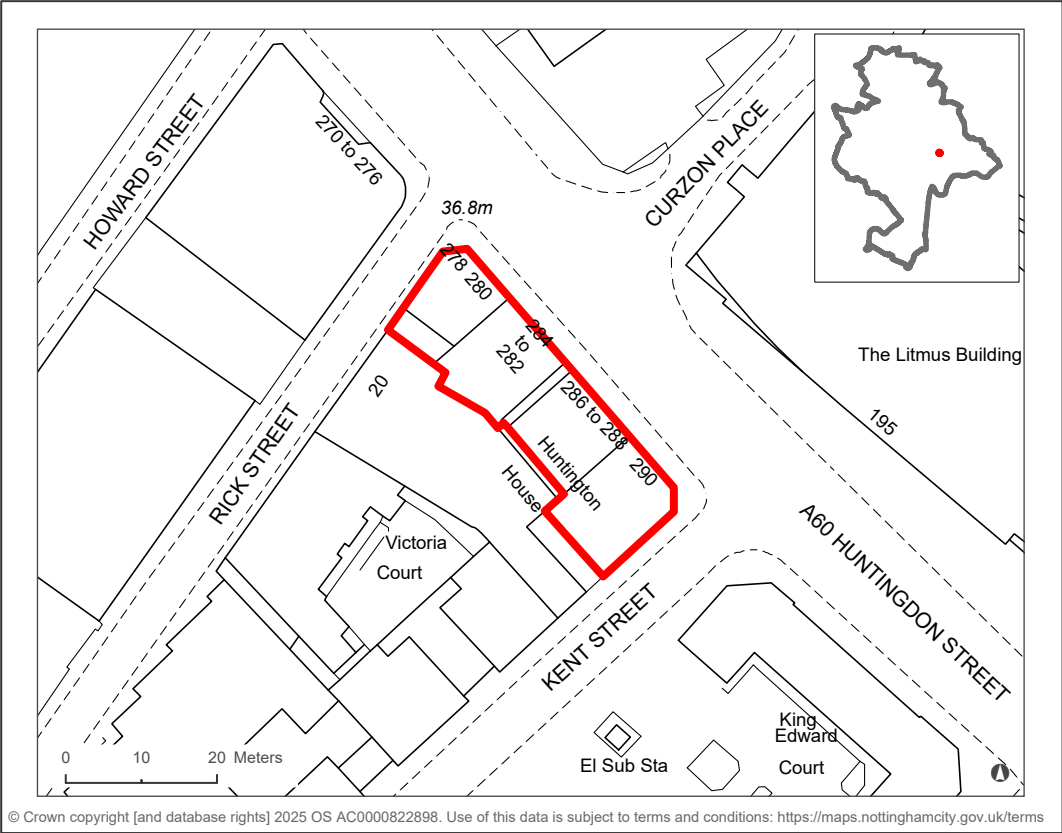 HOWARD STREET
270 to 276
CURZON PLACE
36.8m
278
280
284
to
282
The Litmus Building
20
286 to 288
195
290
Huntington
House
RICK STREET
A60 HUNTINGDON STREET
Victoria
Court
KENT STREET
King
Edward
Court
El Sub Sta
0 10 20 Meters
© Crown copyright [and database rights] 2025 OS AC0000822898. Use of this data is subject to terms and conditions: https://maps.nottinghamcity.gov.uk/terms